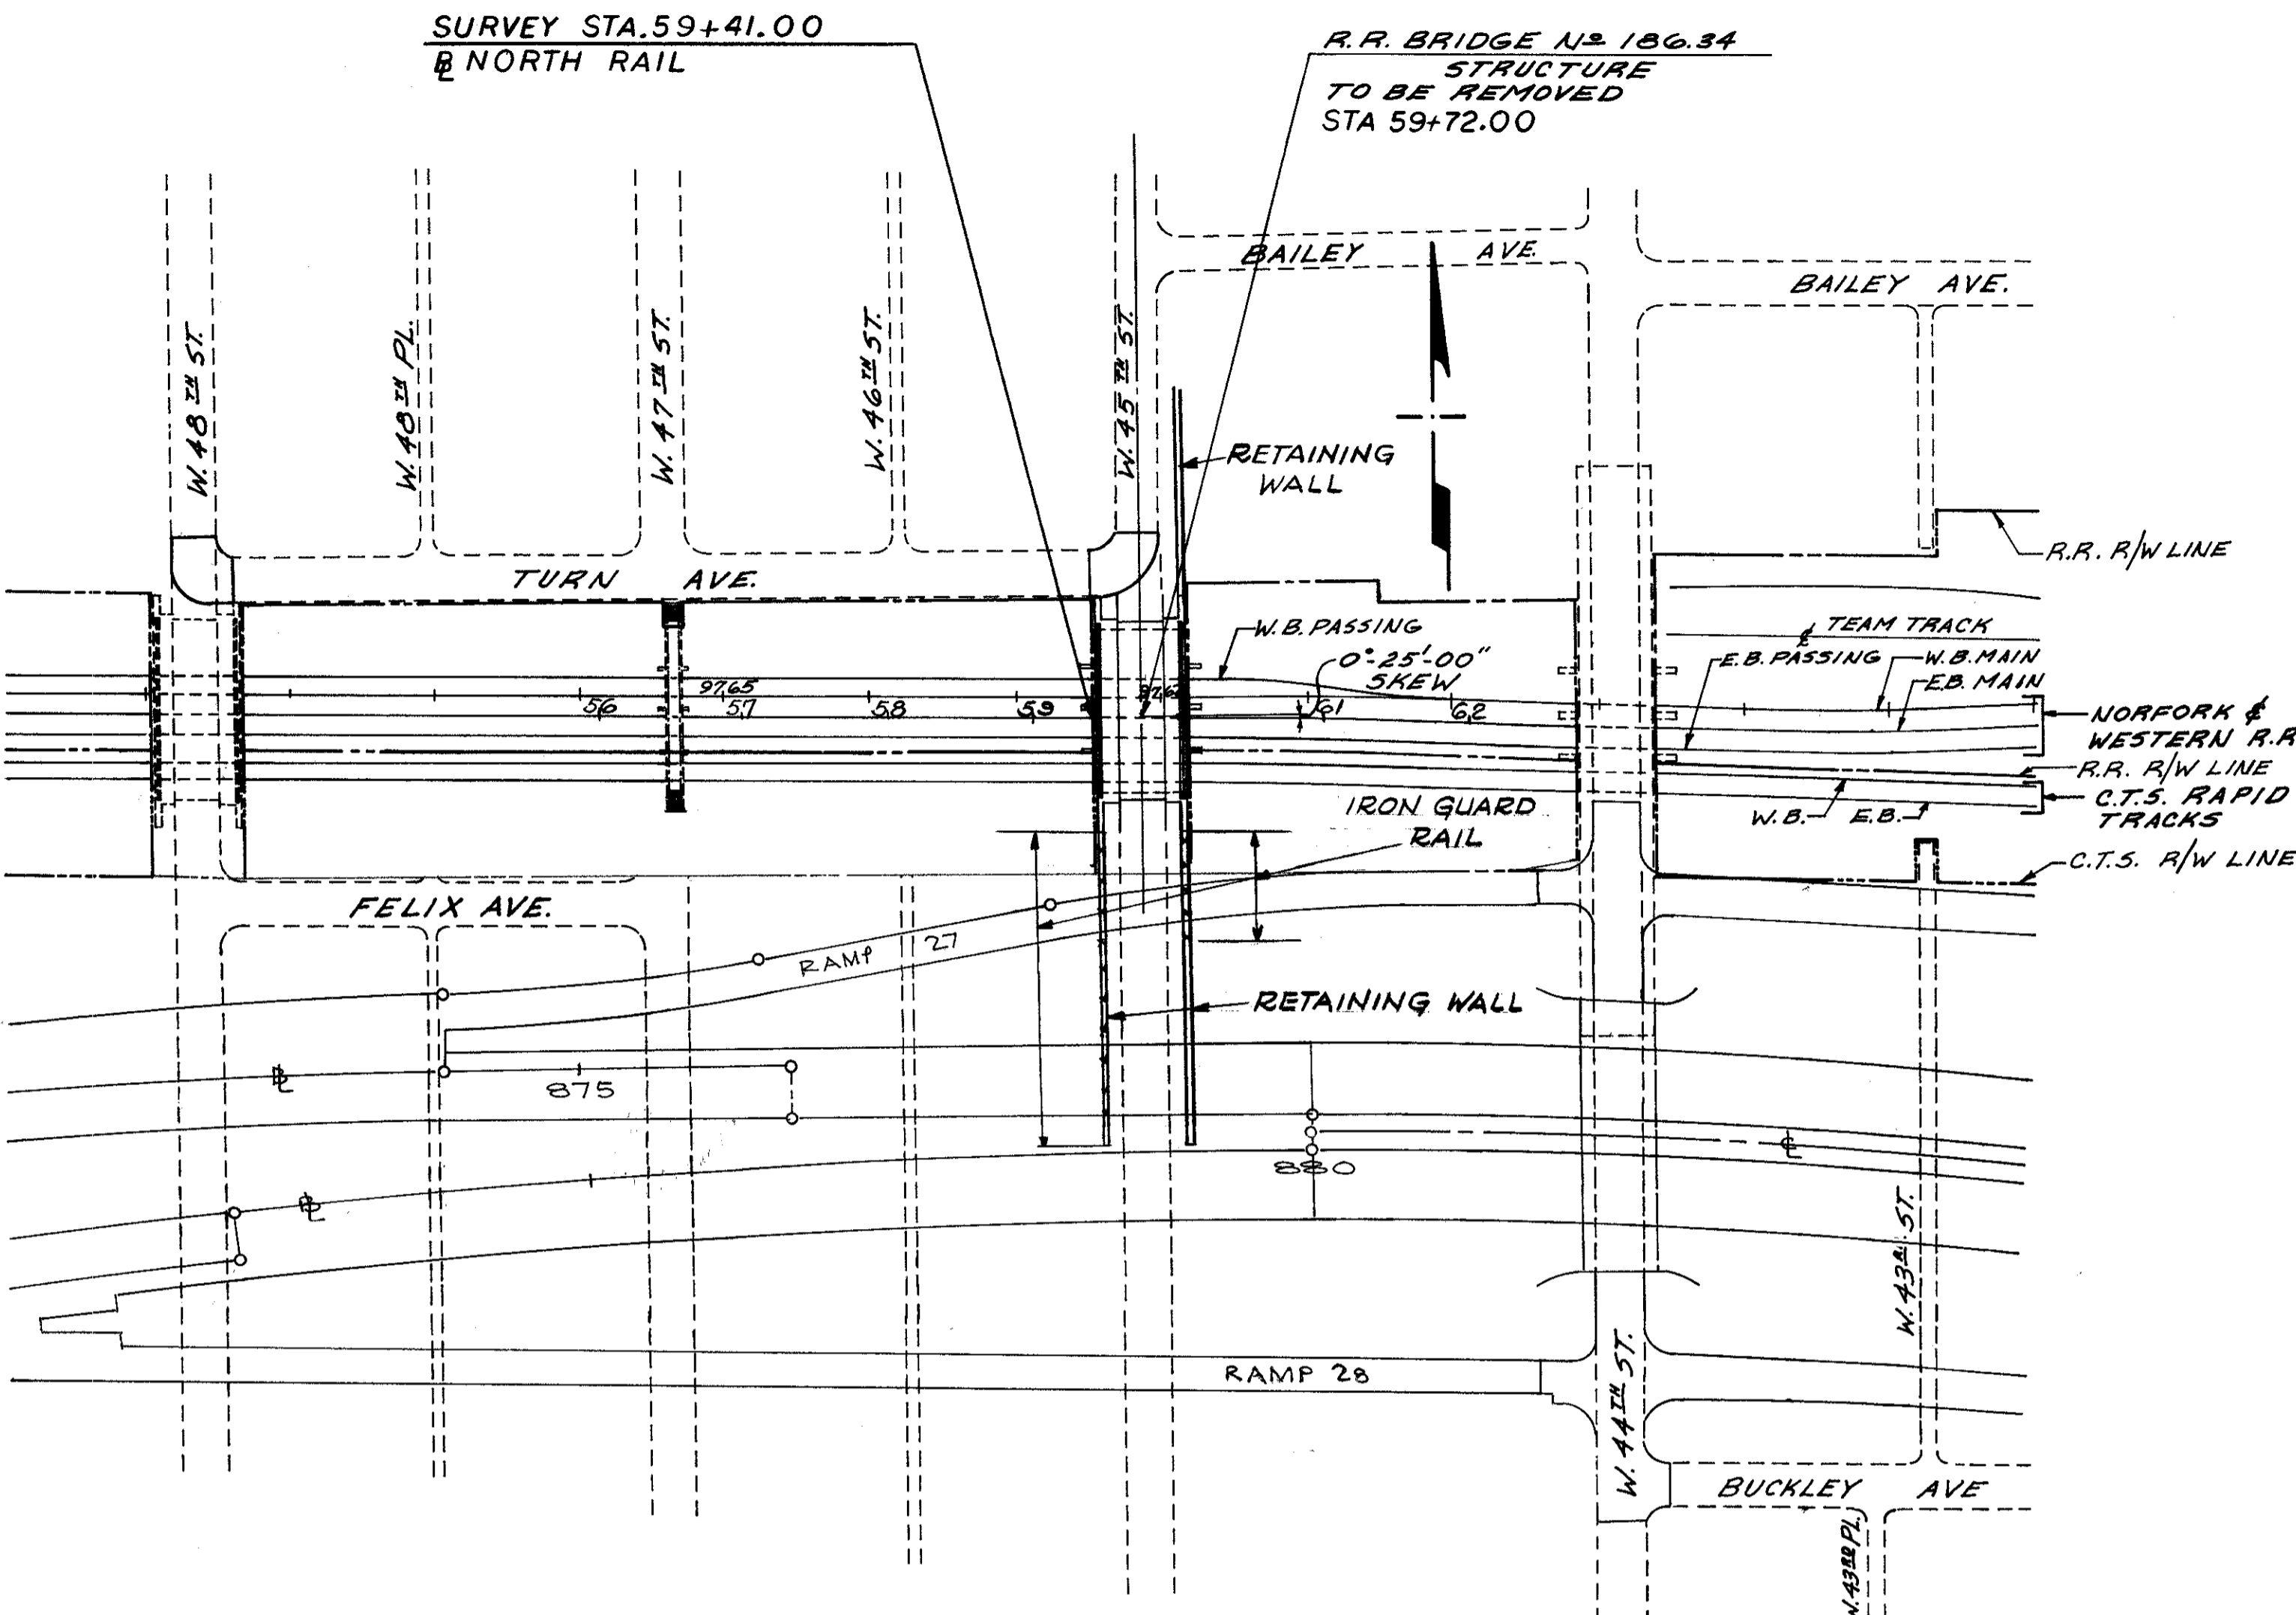 SURVEY STA. 59+41.00
℄ NORTH RAIL
R.R. BRIDGE Nº 186.34
STRUCTURE
TO BE REMOVED
STA 59+72.00
BAILEY AVE.
BAILEY AVE.
W. 48TH ST.
W. 48TH PL.
W. 47TH ST.
W. 46TH ST.
W. 45TH ST.
RETAINING
WALL
R.R. R/W LINE
TURN AVE.
W.B. PASSING
0°-25'-00"
SKEW
℄ TEAM TRACK
E.B. PASSING
W.B. MAIN
E.B. MAIN
97.65
56
57
58
59
61
62
NORFORK &
WESTERN R.R
R.R. R/W LINE
C.T.S. RAPID
TRACKS
W.B.
E.B.
IRON GUARD
RAIL
C.T.S. R/W LINE
FELIX AVE.
RAMP 27
RETAINING WALL
℄
875
℄
880
℄
W. 43RD. ST.
RAMP 28
W. 44TH ST.
BUCKLEY AVE
W. 43RD PL.